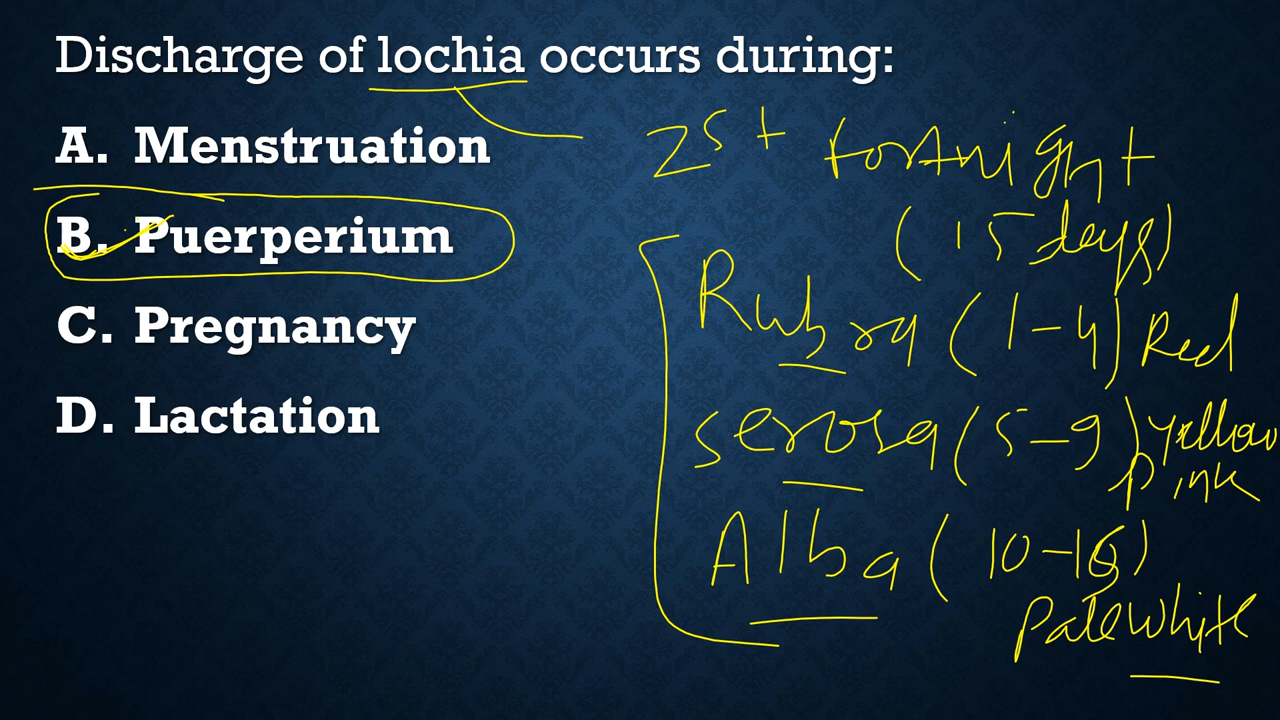 Discharge of lochia occurs during:
A. Menstruation
B. Puerperium
C. Pregnancy
D. Lactation
fortnight
(15 days)
Rubra (1-4) Red
serosa (5-9) Yellow
Pink
Alba (10-15)
Pale white